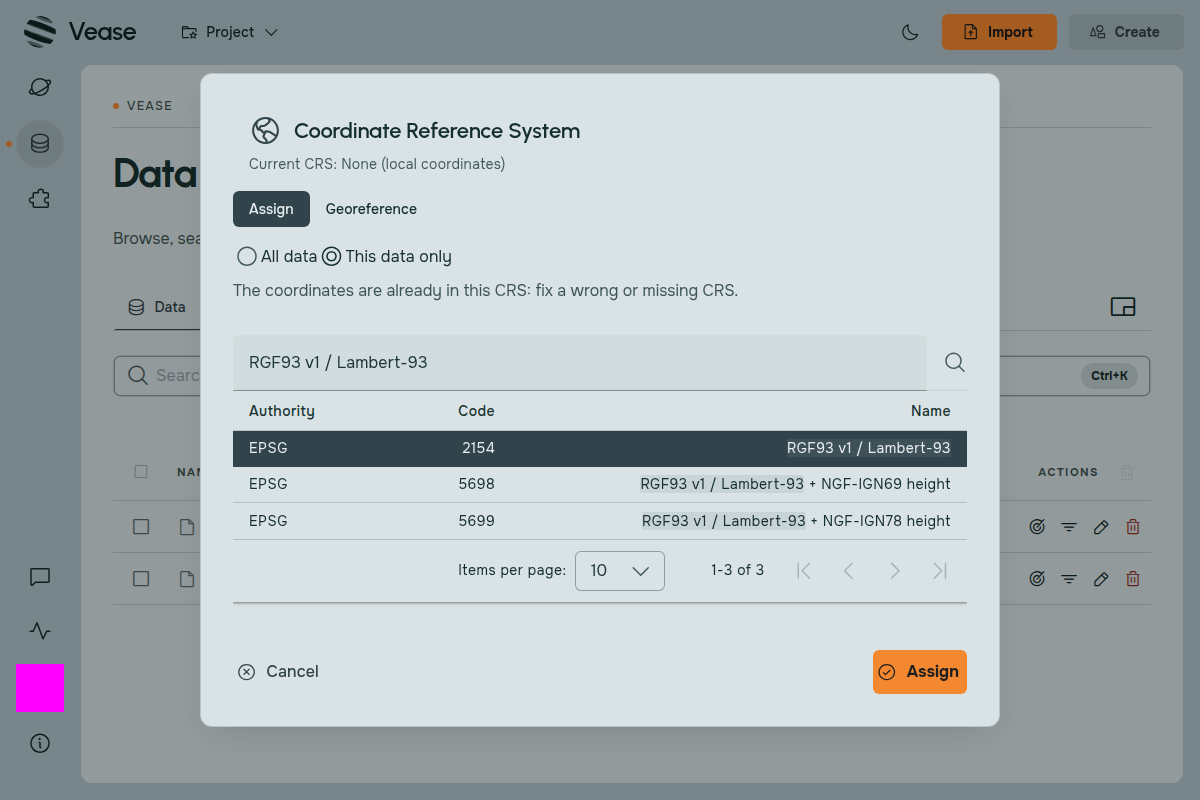 Vease
Project
Import
Create
VEASE
Data
Browse, sea
Data
Searc
Ctrl+K
NAM
ACTIONS
Coordinate Reference System
Current CRS: None (local coordinates)
Assign
Georeference
All data
This data only
The coordinates are already in this CRS: fix a wrong or missing CRS.
RGF93 v1 / Lambert-93
Authority Code Name
EPSG 2154 RGF93 v1 / Lambert-93
EPSG 5698 RGF93 v1 / Lambert-93 + NGF-IGN69 height
EPSG 5699 RGF93 v1 / Lambert-93 + NGF-IGN78 height
Items per page: 10 1-3 of 3
Cancel
Assign